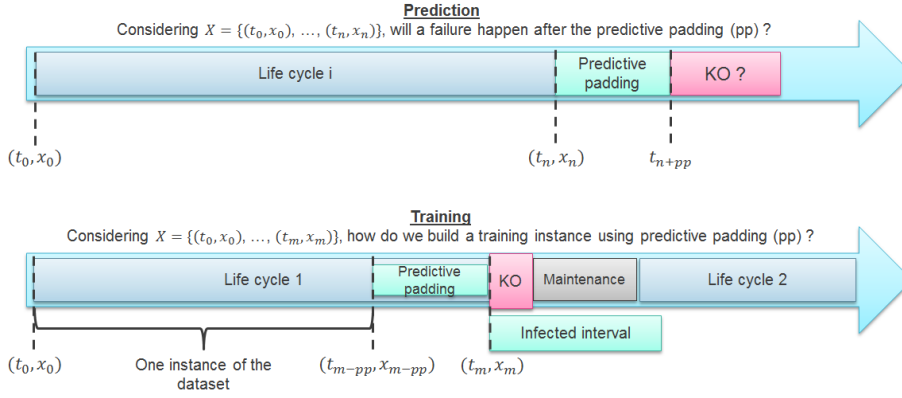 Prediction
Considering X = {(t₀, x₀), …, (tₙ, xₙ)}, will a failure happen after the predictive padding (pp) ?
Life cycle i
Predictive
padding
KO ?
(t₀, x₀)
(tₙ, xₙ)
tₙ₊ₚₚ
Training
Considering X = {(t₀, x₀), …, (tₘ, xₘ)}, how do we build a training instance using predictive padding (pp) ?
Life cycle 1
Predictive
padding
KO
Maintenance
Life cycle 2
Infected interval
(t₀, x₀)
One instance of the
dataset
(tₘ₋ₚₚ, xₘ₋ₚₚ)
(tₘ, xₘ)